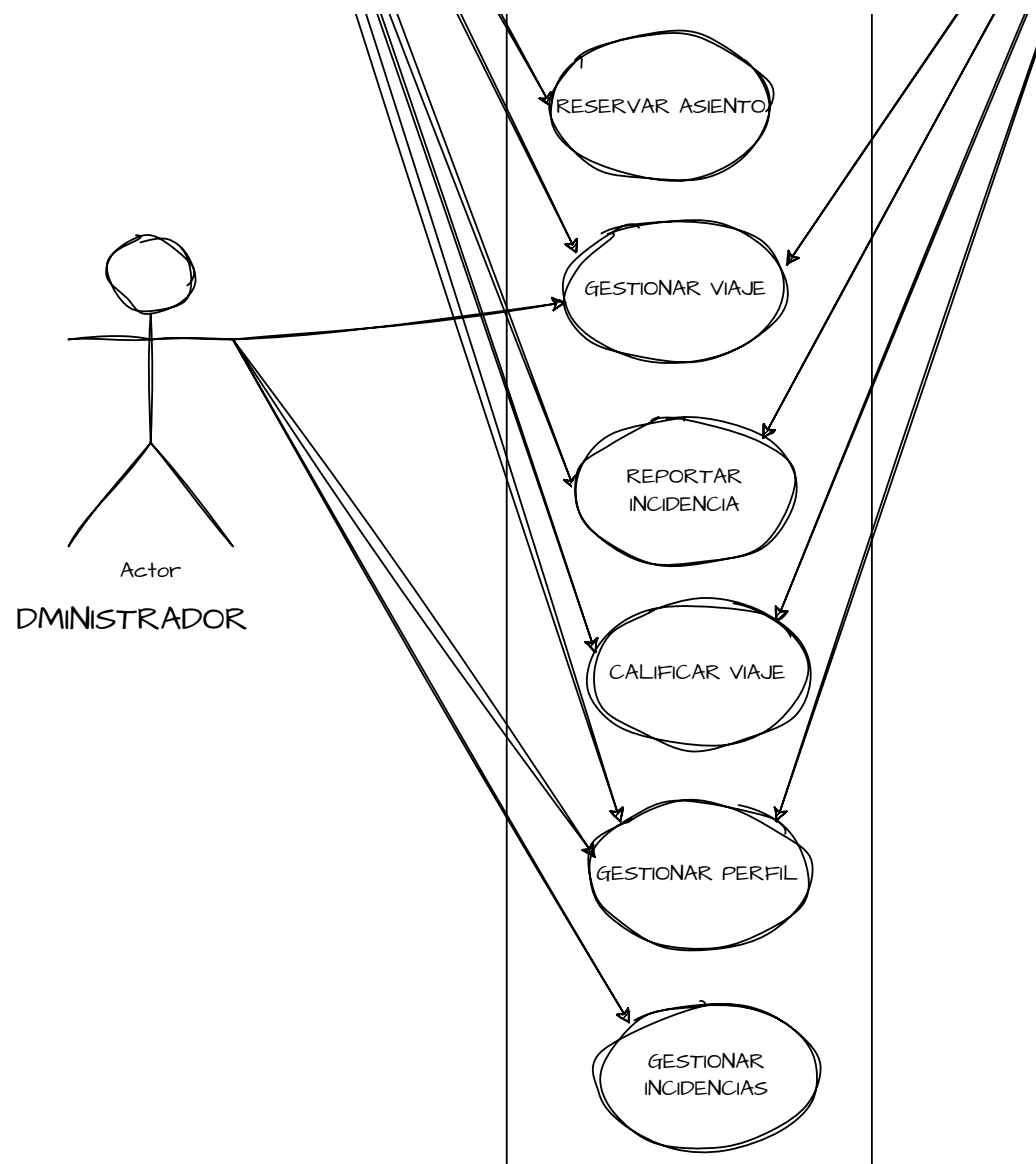 RESERVAR ASIENTO
GESTIONAR VIAJE
REPORTAR
INCIDENCIA
Actor
DMINISTRADOR
CALIFICAR VIAJE
GESTIONAR PERFIL
GESTIONAR
INCIDENCIAS